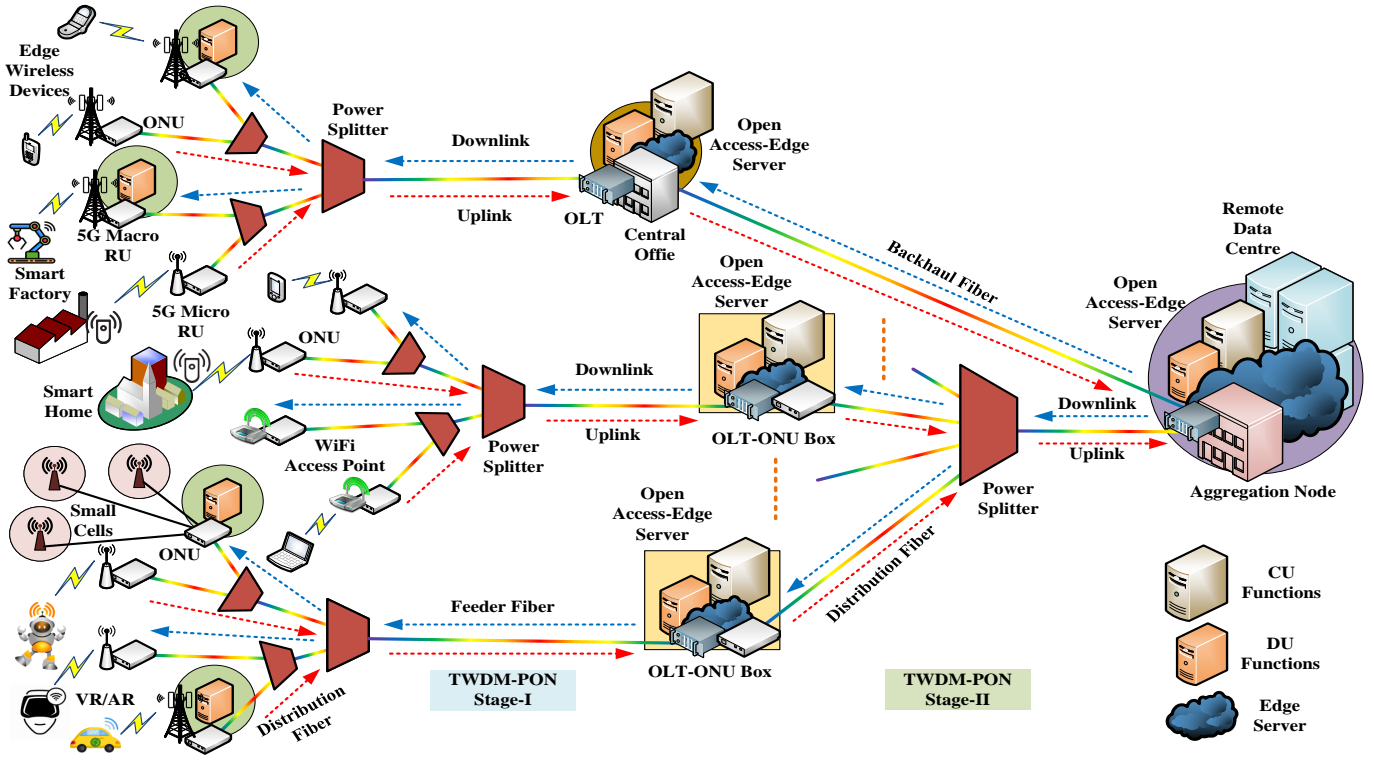 Edge
Wireless
Devices
ONU
Power
Splitter
Downlink
Uplink
OLT
Open
Access-Edge
Server
Central
Offie
5G Macro
RU
Smart
Factory
5G Micro
RU
Backhaul Fiber
Remote
Data
Centre
Open
Access-Edge
Server
Open
Access-Edge
Server
ONU
Smart
Home
Downlink
Uplink
OLT-ONU Box
WiFi
Access Point
Power
Splitter
Downlink
Uplink
Power
Splitter
Aggregation Node
Small
Cells
ONU
Open
Access-Edge
Server
Distribution Fiber
Feeder Fiber
OLT-ONU Box
VR/AR
Distribution
Fiber
TWDM-PON
Stage-I
TWDM-PON
Stage-II
CU
Functions
DU
Functions
Edge
Server